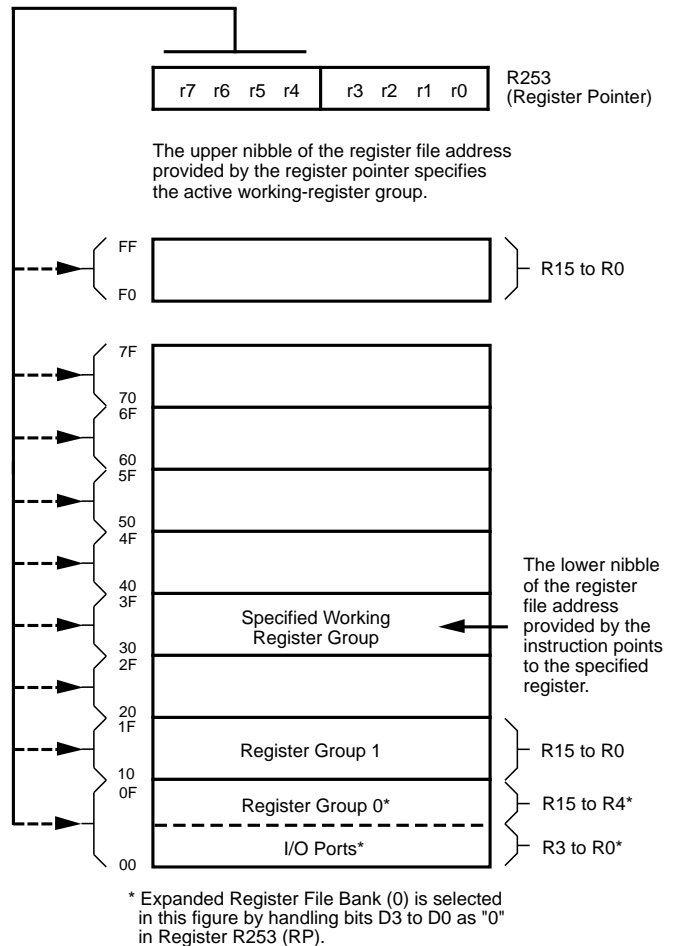 r7 r6 r5 r4 r3 r2 r1 r0
R253
(Register Pointer)
The upper nibble of the register file address
provided by the register pointer specifies
the active working-register group.
FF
F0
R15 to R0
7F
70
6F
60
5F
50
4F
40
3F
Specified Working
Register Group
30
2F
The lower nibble
of the register
file address
provided by the
instruction points
to the specified
register.
20
1F
Register Group 1
R15 to R0
10
0F
Register Group 0*
R15 to R4*
I/O Ports*
R3 to R0*
00
* Expanded Register File Bank (0) is selected
in this figure by handling bits D3 to D0 as "0"
in Register R253 (RP).